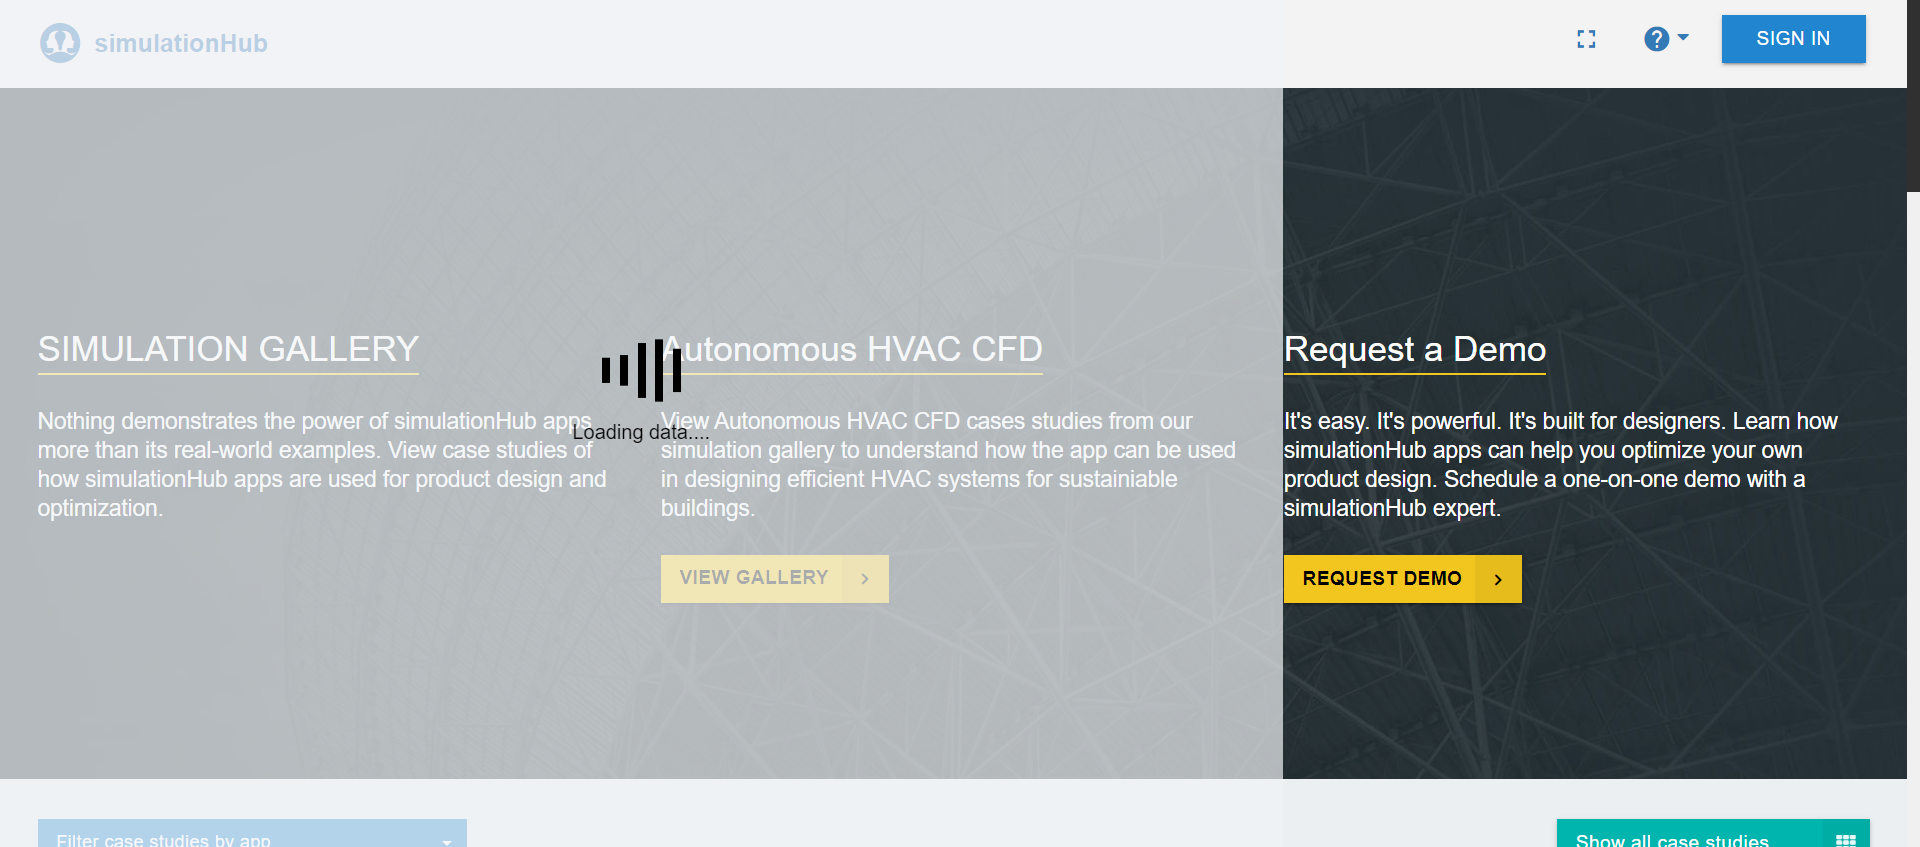 simulationHub
SIGN IN
SIMULATION GALLERY
Nothing demonstrates the power of simulationHub apps
more than its real-world examples. View case studies of
how simulationHub apps are used for product design and
optimization.
Loading data....
Autonomous HVAC CFD
View Autonomous HVAC CFD cases studies from our
simulation gallery to understand how the app can be used
in designing efficient HVAC systems for sustainiable
buildings.
VIEW GALLERY
Request a Demo
It's easy. It's powerful. It's built for designers. Learn how
simulationHub apps can help you optimize your own
product design. Schedule a one-on-one demo with a
simulationHub expert.
REQUEST DEMO
Filter case studies by app
Show all case studies